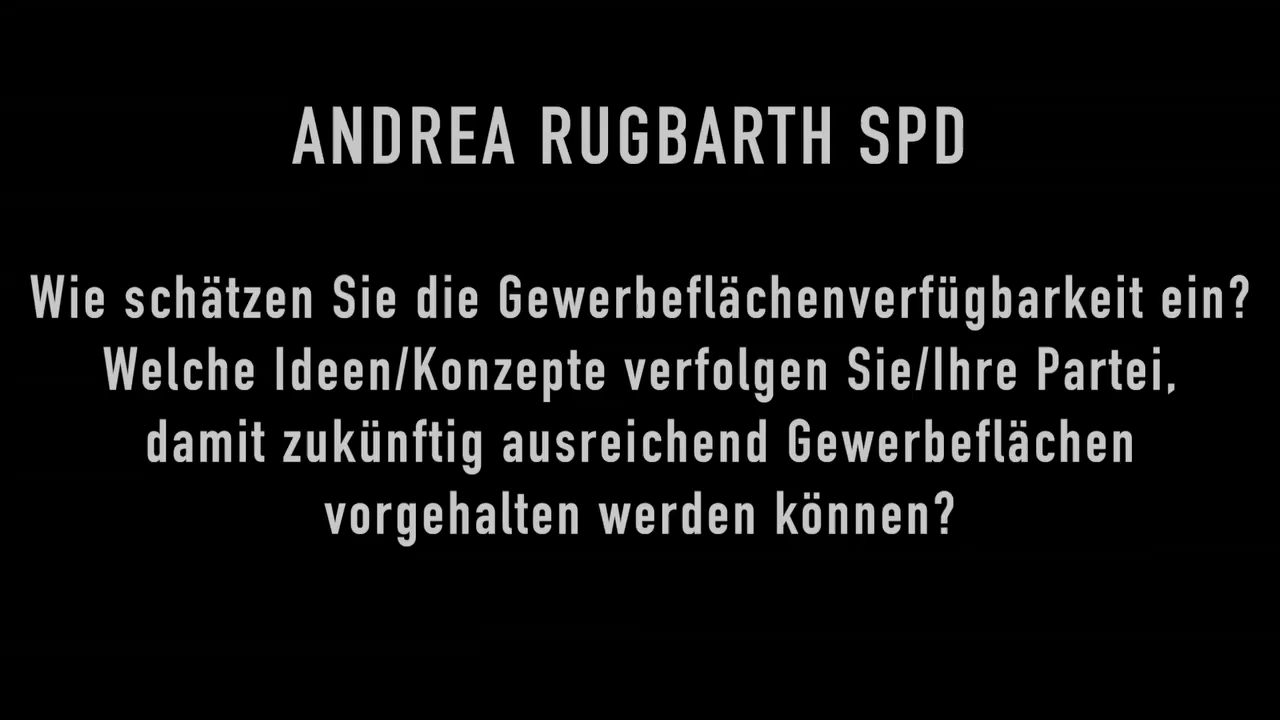 ANDREA RUGBARTH SPD
Wie schätzen Sie die Gewerbeflächenverfügbarkeit ein?
Welche Ideen/Konzepte verfolgen Sie/Ihre Partei,
damit zukünftig ausreichend Gewerbeflächen
vorgehalten werden können?